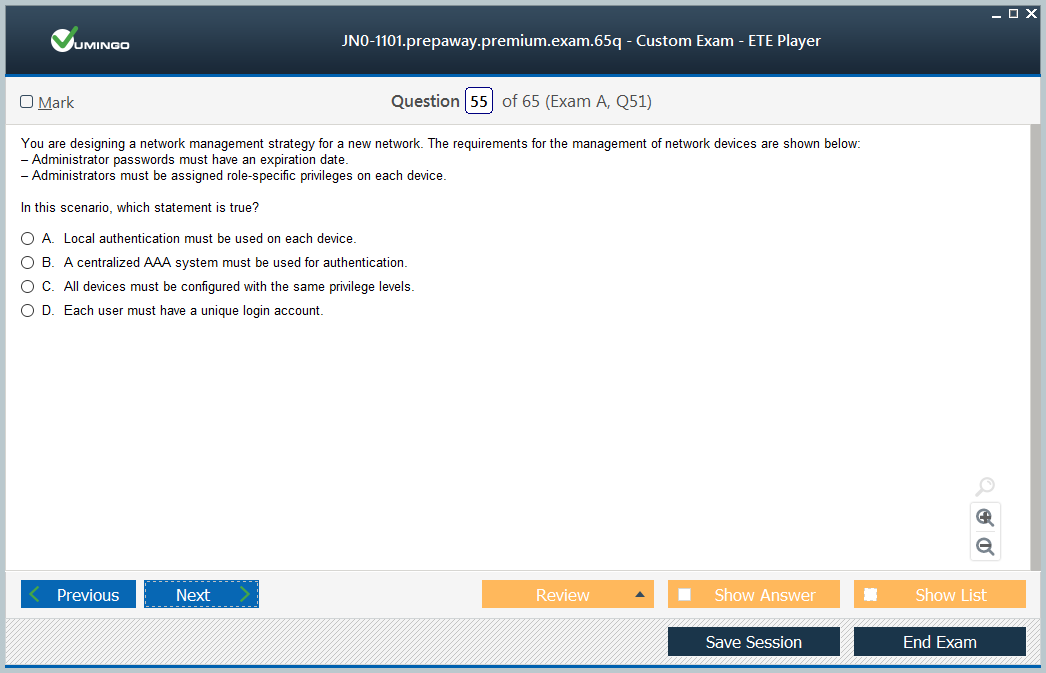 VUMINGO
JN0-1101.prepaway.premium.exam.65q - Custom Exam - ETE Player
Mark
Question 55 of 65 (Exam A, Q51)
You are designing a network management strategy for a new network. The requirements for the management of network devices are shown below:
– Administrator passwords must have an expiration date.
– Administrators must be assigned role-specific privileges on each device.
In this scenario, which statement is true?
A. Local authentication must be used on each device.
B. A centralized AAA system must be used for authentication.
C. All devices must be configured with the same privilege levels.
D. Each user must have a unique login account.
Previous Next Review Show Answer Show List
Save Session End Exam